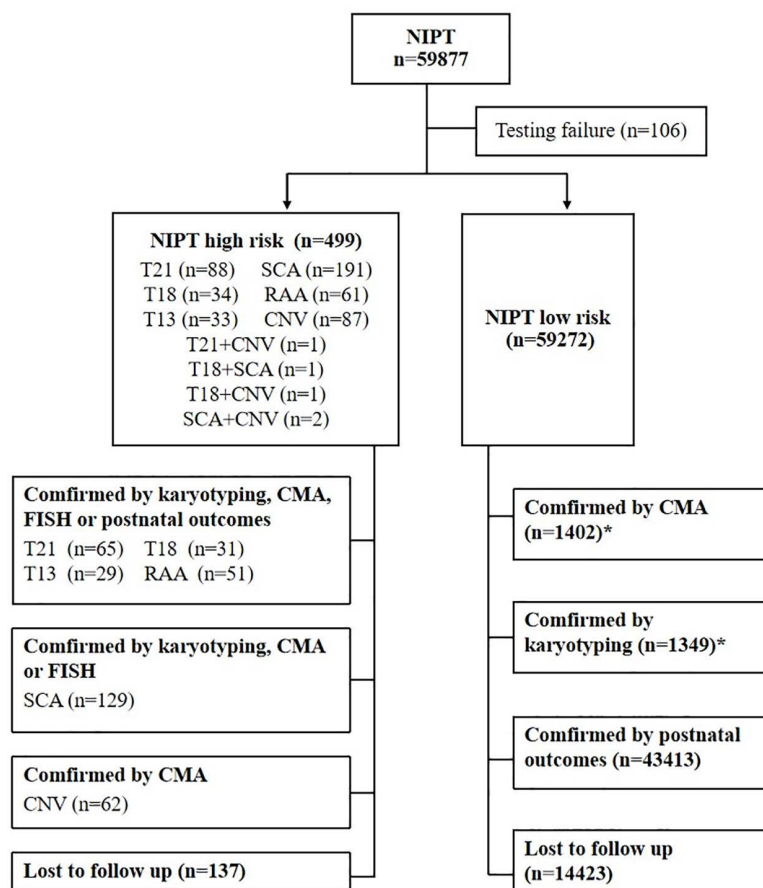 NIPT
n=59877
Testing failure (n=106)
NIPT high risk (n=499)
T21 (n=88) SCA (n=191)
T18 (n=34) RAA (n=61)
T13 (n=33) CNV (n=87)
T21+CNV (n=1)
T18+SCA (n=1)
T18+CNV (n=1)
SCA+CNV (n=2)
NIPT low risk
(n=59272)
Comfirmed by karyotyping, CMA,
FISH or postnatal outcomes
T21 (n=65) T18 (n=31)
T13 (n=29) RAA (n=51)
Comfirmed by karyotyping, CMA
or FISH
SCA (n=129)
Comfirmed by CMA
CNV (n=62)
Lost to follow up (n=137)
Comfirmed by CMA
(n=1402)*
Comfirmed by
karyotyping (n=1349)*
Comfirmed by postnatal
outcomes (n=43413)
Lost to follow up
(n=14423)